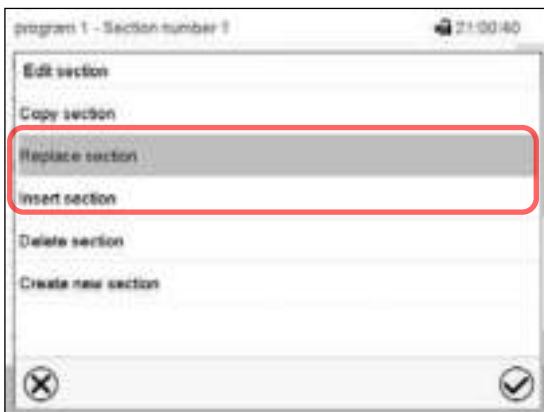 program 1 - Section number 1 21:00:40
Edit section
Copy section
Replace section
Insert section
Delete section
Create new section